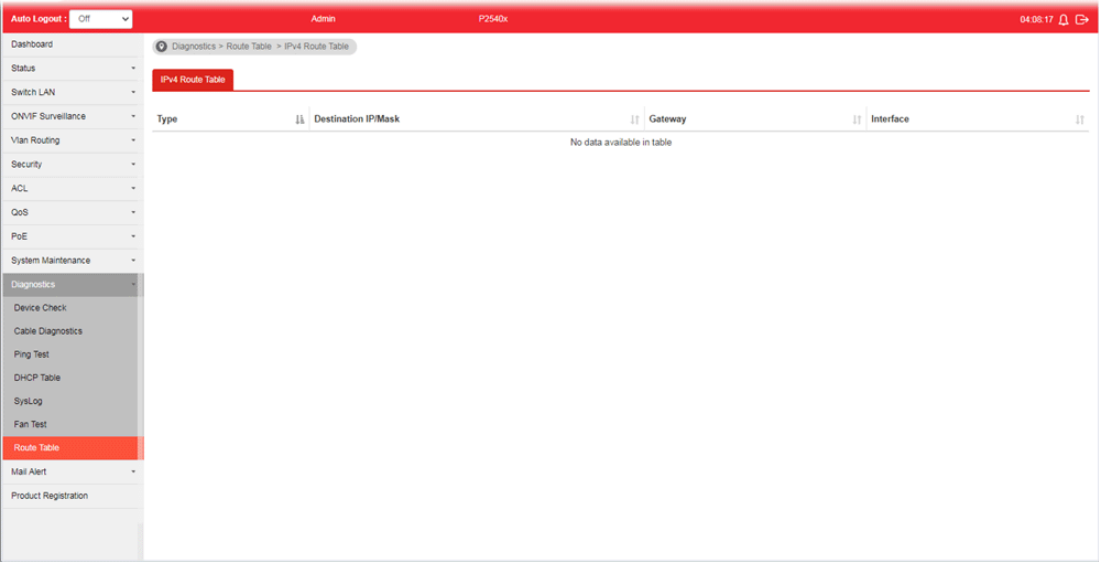 Auto Logout : Off Admin P2540x 04:08:17
Dashboard
Diagnostics > Route Table > IPv4 Route Table
Status
IPv4 Route Table
Switch LAN
ONVIF Surveillance
Type Destination IP/Mask Gateway Interface
Vlan Routing
No data available in table
Security
ACL
QoS
PoE
System Maintenance
Diagnostics
Device Check
Cable Diagnostics
Ping Test
DHCP Table
SysLog
Fan Test
Route Table
Mail Alert
Product Registration